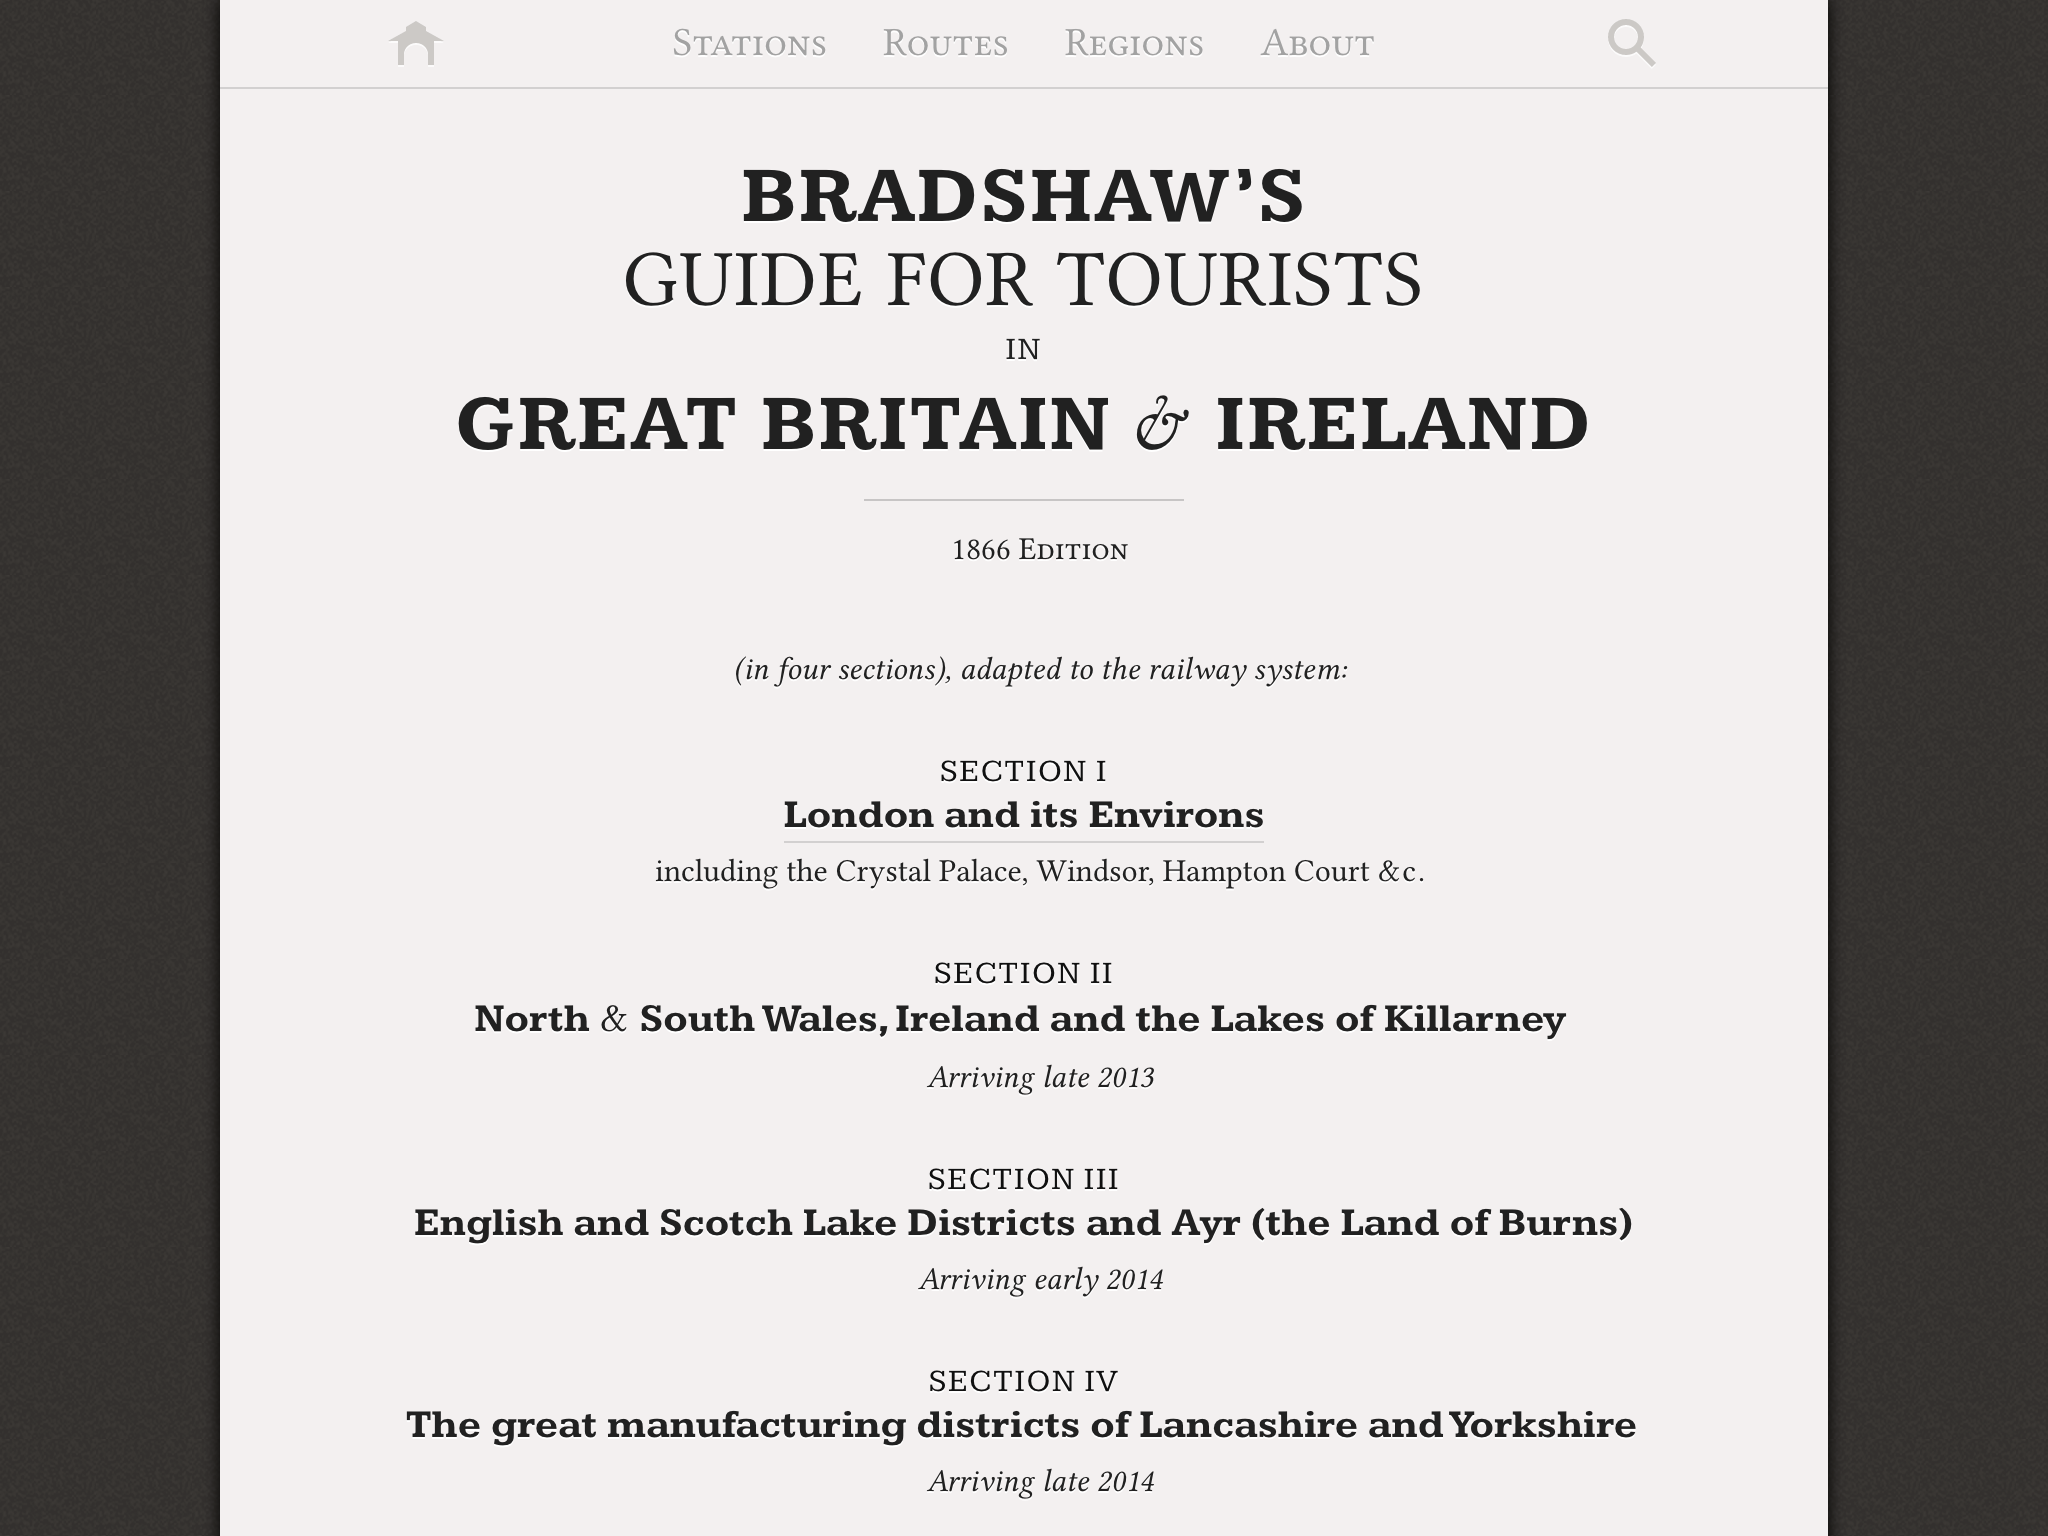 Stations Routes Regions About
BRADSHAW’S
GUIDE FOR TOURISTS
IN
GREAT BRITAIN & IRELAND
1866 Edition
(in four sections), adapted to the railway system:
SECTION I
London and its Environs
including the Crystal Palace, Windsor, Hampton Court &c.
SECTION II
North & South Wales, Ireland and the Lakes of Killarney
Arriving late 2013
SECTION III
English and Scotch Lake Districts and Ayr (the Land of Burns)
Arriving early 2014
SECTION IV
The great manufacturing districts of Lancashire and Yorkshire
Arriving late 2014